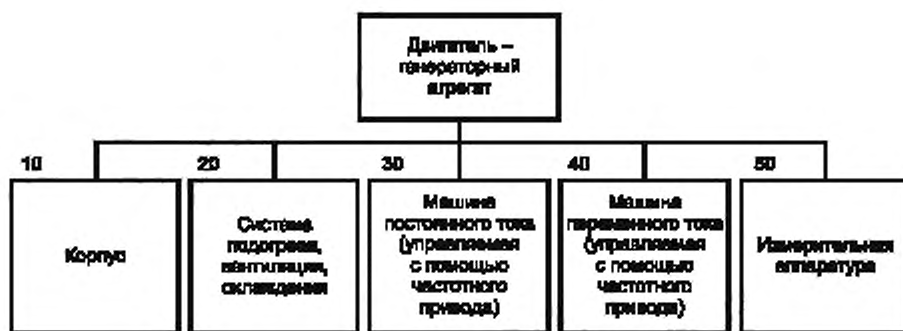 Двигатель –
генераторный
агрегат
10
20
30
40
50
Корпус
Система
подогрева,
вентиляции,
охлаждения
Машина
постоянного тока
(управляемая
с помощью
частотного
привода)
Машина
переменного тока
(управляемая
с помощью
частотного
привода)
Измерительная
аппаратура